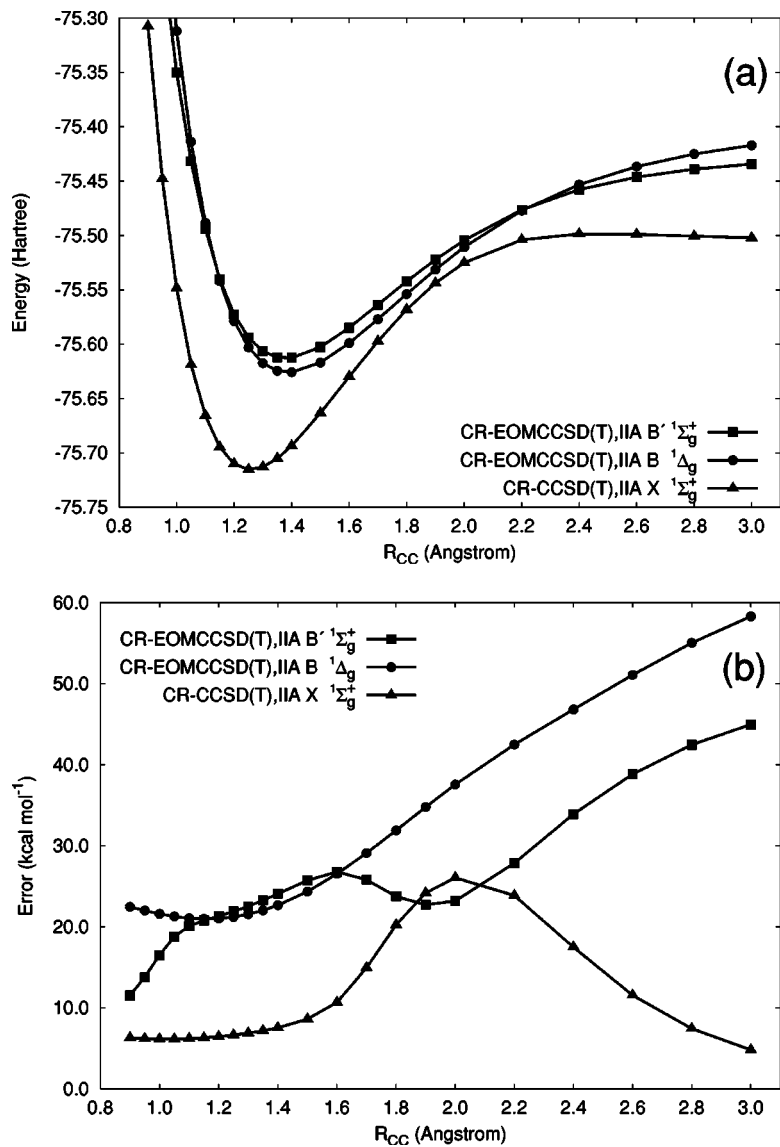 -75.30
-75.35
-75.40
-75.45
-75.50
-75.55
-75.60
-75.65
-75.70
-75.75
Energy (Hartree)
(a)
CR-EOMCCSD(T),IIA B´ ¹Σg⁺
CR-EOMCCSD(T),IIA B ¹Δg
CR-CCSD(T),IIA X ¹Σg⁺
0.8 1.0 1.2 1.4 1.6 1.8 2.0 2.2 2.4 2.6 2.8 3.0
RCC (Angstrom)
60.0
50.0
40.0
30.0
20.0
10.0
0.0
Error (kcal mol⁻¹)
CR-EOMCCSD(T),IIA B´ ¹Σg⁺
CR-EOMCCSD(T),IIA B ¹Δg
CR-CCSD(T),IIA X ¹Σg⁺
(b)
0.8 1.0 1.2 1.4 1.6 1.8 2.0 2.2 2.4 2.6 2.8 3.0
RCC (Angstrom)